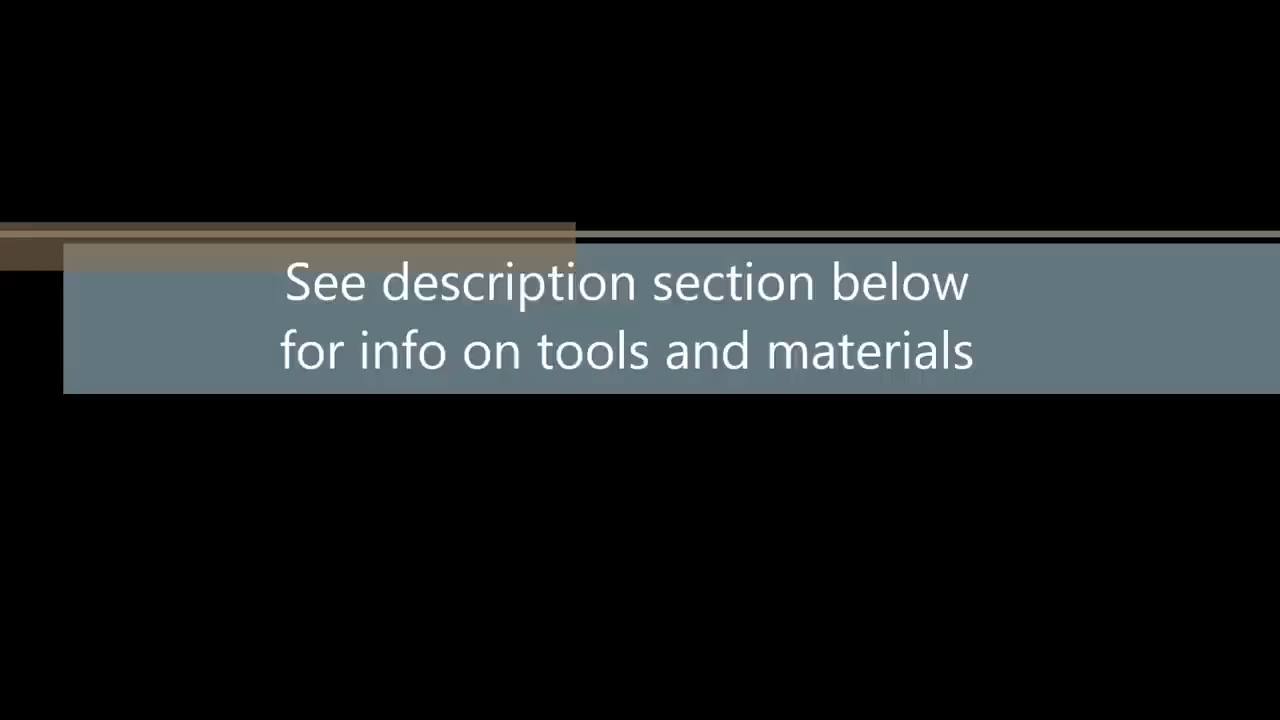 See description section below
for info on tools and materials